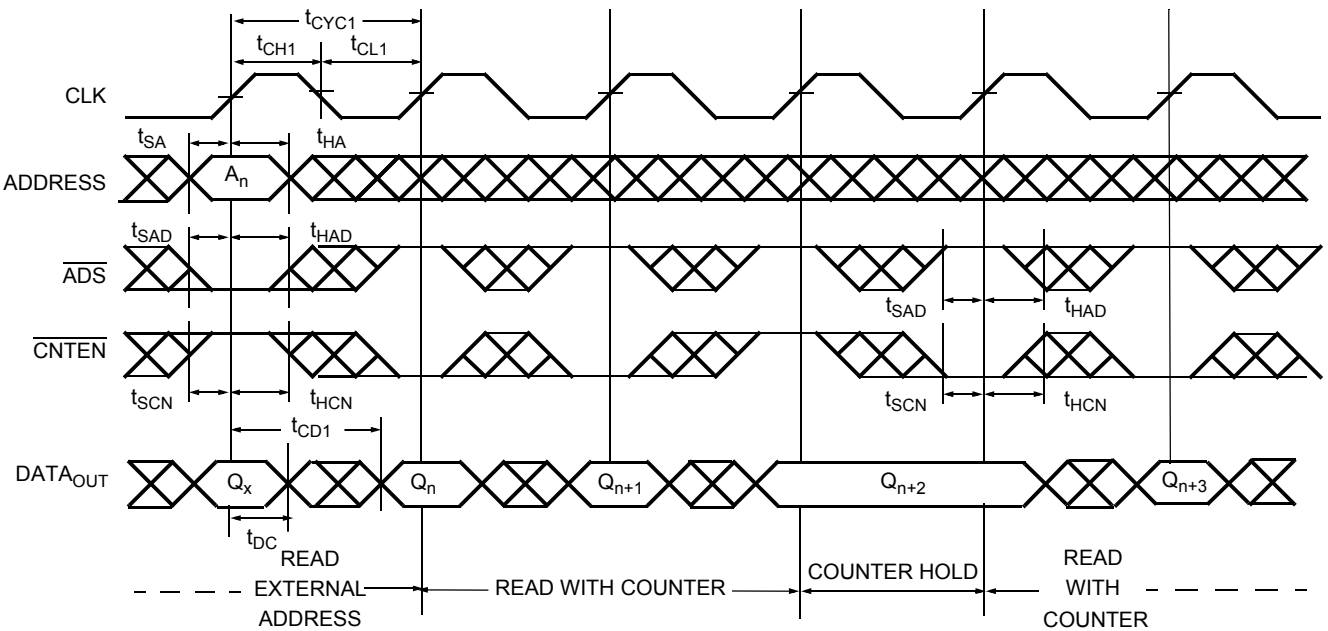 tCYC1
tCH1 tCL1
CLK
tSA tHA
ADDRESS An
tSAD tHAD
ADS
tSAD tHAD
CNTEN
tSCN tHCN tSCN tHCN
tCD1
DATAOUT Qx Qn Qn+1 Qn+2 Qn+3
tDC
READ
EXTERNAL
ADDRESS
READ WITH COUNTER
COUNTER HOLD
READ
WITH
COUNTER